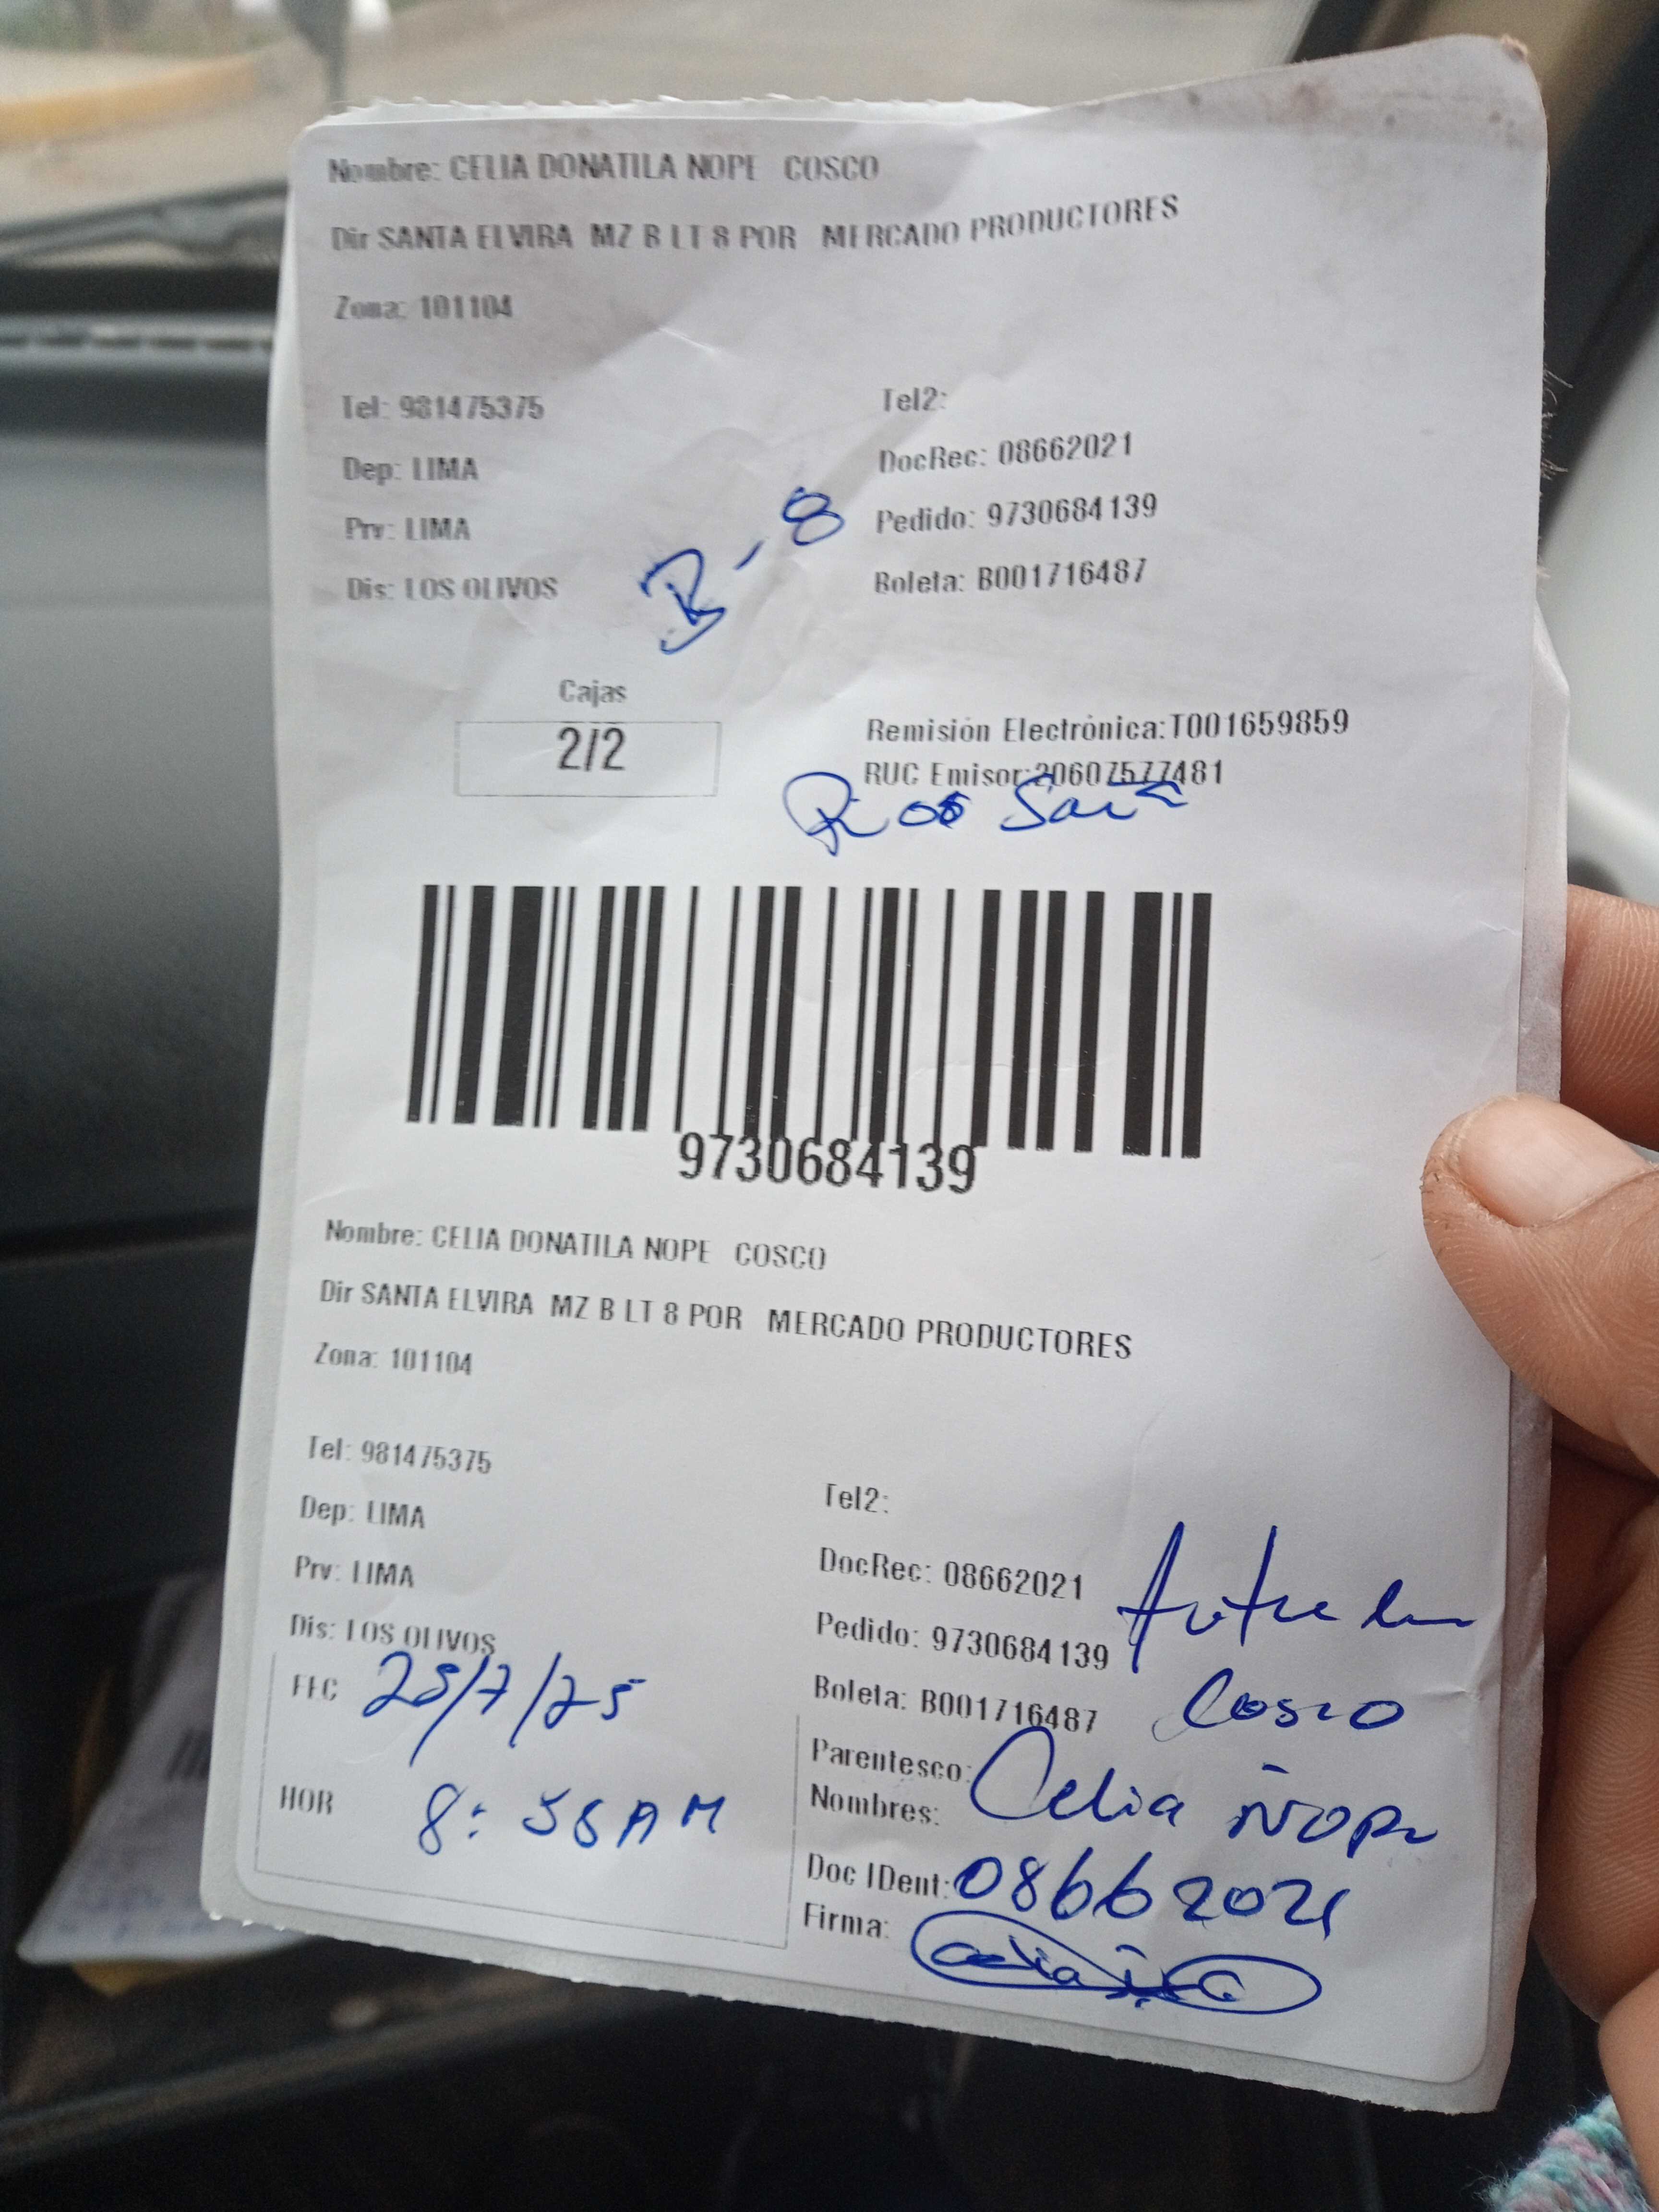 Nombre: CELIA DONATILA NOPE COSCO
Dir SANTA ELVIRA MZ B LT 8 POR MERCADO PRODUCTORES
Zona: 101104
Tel: 981475375
Tel2:
Dep: LIMA
DocRec: 08662021
Prv: LIMA
Pedido: 9730684139
Dis: LOS OLIVOS
Boleta: B001716487
B-8
Cajas
2/2
Remisión Electrónica:T001659859
RUC Emisor:20607577481
9730684139
Nombre: CELIA DONATILA NOPE COSCO
Dir SANTA ELVIRA MZ B LT 8 POR MERCADO PRODUCTORES
Zona: 101104
Tel: 981475375
Tel2:
Dep: LIMA
DocRec: 08662021
Prv: LIMA
Pedido: 9730684139
Dis: LOS OLIVOS
Boleta: B001716487
Cosco
FEC /7/25
Parentesco:
Nombres: Celia Ñope
HOR 8: AM
Doc IDent: 08662021
Firma: Celia